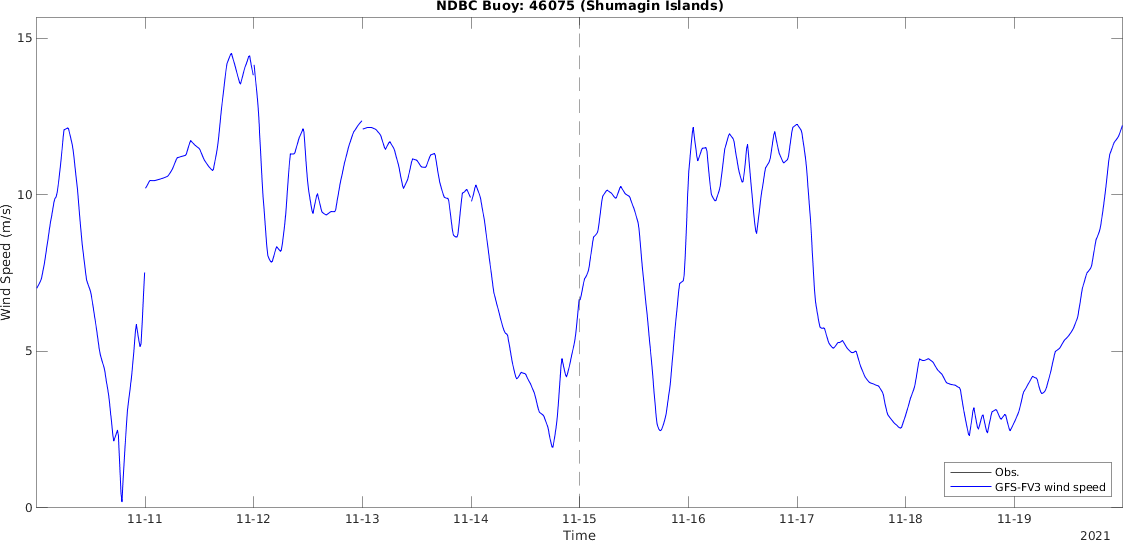 NDBC Buoy: 46075 (Shumagin Islands)
15
10
5
0
Wind Speed (m/s)
11-11
11-12
11-13
11-14
11-15
11-16
11-17
11-18
11-19
Time
2021
Obs.
GFS-FV3 wind speed